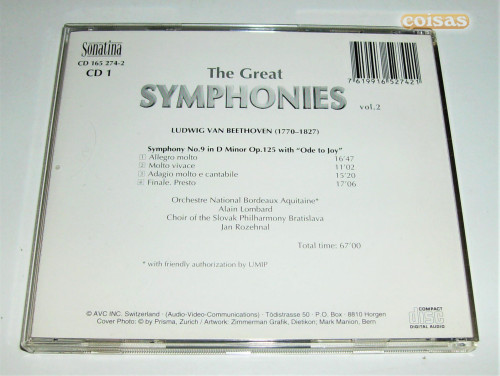 coisas
Sonatina
CD 165 274-2
CD 1
The Great
SYMPHONIES vol.2
7 619916 527421
LUDWIG VAN BEETHOVEN (1770–1827)
Symphony No.9 in D Minor Op.125 with "Ode to Joy"
1 Allegro molto 16'47
2 Molto vivace 11'02
3 Adagio molto e cantabile 15'20
4 Finale. Presto 17'06
Orchestre National Bordeaux Aquitaine*
Alain Lombard
Choir of the Slovak Philharmony Bratislava
Jan Rozehnal
Total time: 67'00
* with friendly authorization by UMIP
© AVC INC. Switzerland · (Audio-Video-Communications) · Tödistrasse 50 · P.O. Box · 8810 Horgen
Cover Photo: © by Prisma, Zurich / Artwork: Zimmerman Grafik, Dietikon; Mark Manion, Bern
COMPACT
disc
DIGITAL AUDIO